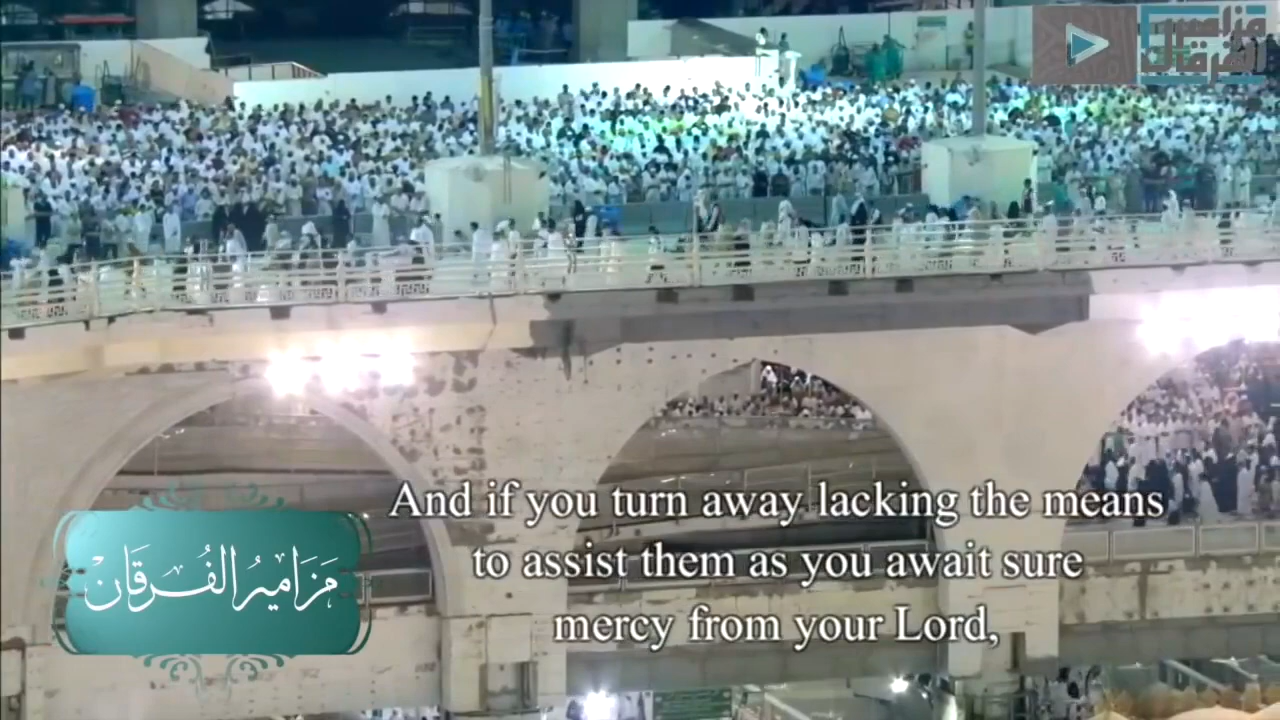 مزامير
الفرقان
And if you turn away lacking the means
to assist them as you await sure
mercy from your Lord,
مَزَامِيرُ الْفُرقَان